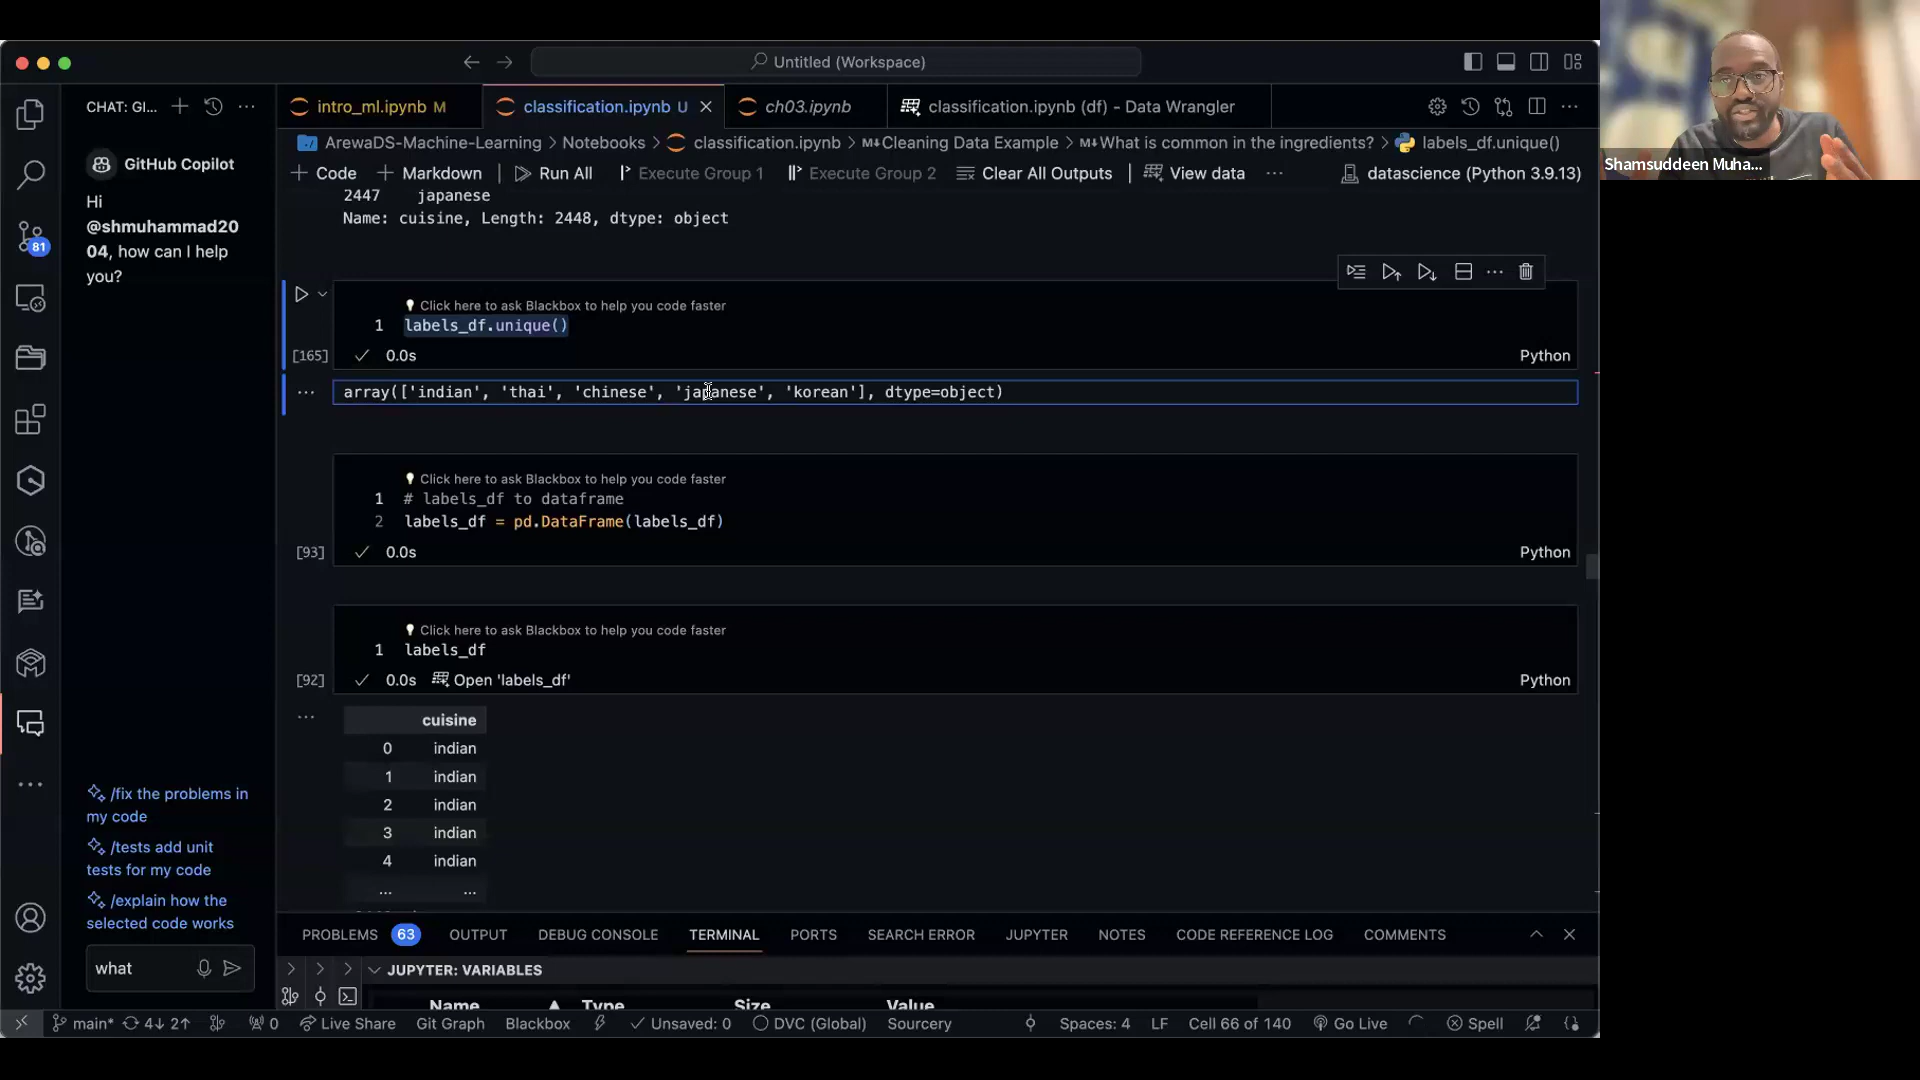 Untitled (Workspace)
CHAT: GI...
intro_ml.ipynb M
classification.ipynb U
ch03.ipynb
classification.ipynb (df) - Data Wrangler
ArewaDS-Machine-Learning > Notebooks > classification.ipynb > M↓Cleaning Data Example > M↓What is common in the ingredients? > labels_df.unique()
+ Code + Markdown Run All Execute Group 1 Execute Group 2 Clear All Outputs View data ... datascience (Python 3.9.13)
Shamsuddeen Muha...
GitHub Copilot
Hi
@shmuhammad20
04, how can I help
you?
81
2447 japanese
Name: cuisine, Length: 2448, dtype: object
Click here to ask Blackbox to help you code faster
1 labels_df.unique()
[165] 0.0s Python
array(['indian', 'thai', 'chinese', 'japanese', 'korean'], dtype=object)
Click here to ask Blackbox to help you code faster
1 # labels_df to dataframe
2 labels_df = pd.DataFrame(labels_df)
[93] 0.0s Python
Click here to ask Blackbox to help you code faster
1 labels_df
[92] 0.0s Open 'labels_df' Python
cuisine
0 indian
1 indian
2 indian
3 indian
4 indian
... ...
/fix the problems in
my code
/tests add unit
tests for my code
/explain how the
selected code works
what
PROBLEMS 63 OUTPUT DEBUG CONSOLE TERMINAL PORTS SEARCH ERROR JUPYTER NOTES CODE REFERENCE LOG COMMENTS
JUPYTER: VARIABLES
Name Type Size Value
main* 4↓ 2↑ 0 Live Share Git Graph Blackbox Unsaved: 0 DVC (Global) Sourcery Spaces: 4 LF Cell 66 of 140 Go Live Spell